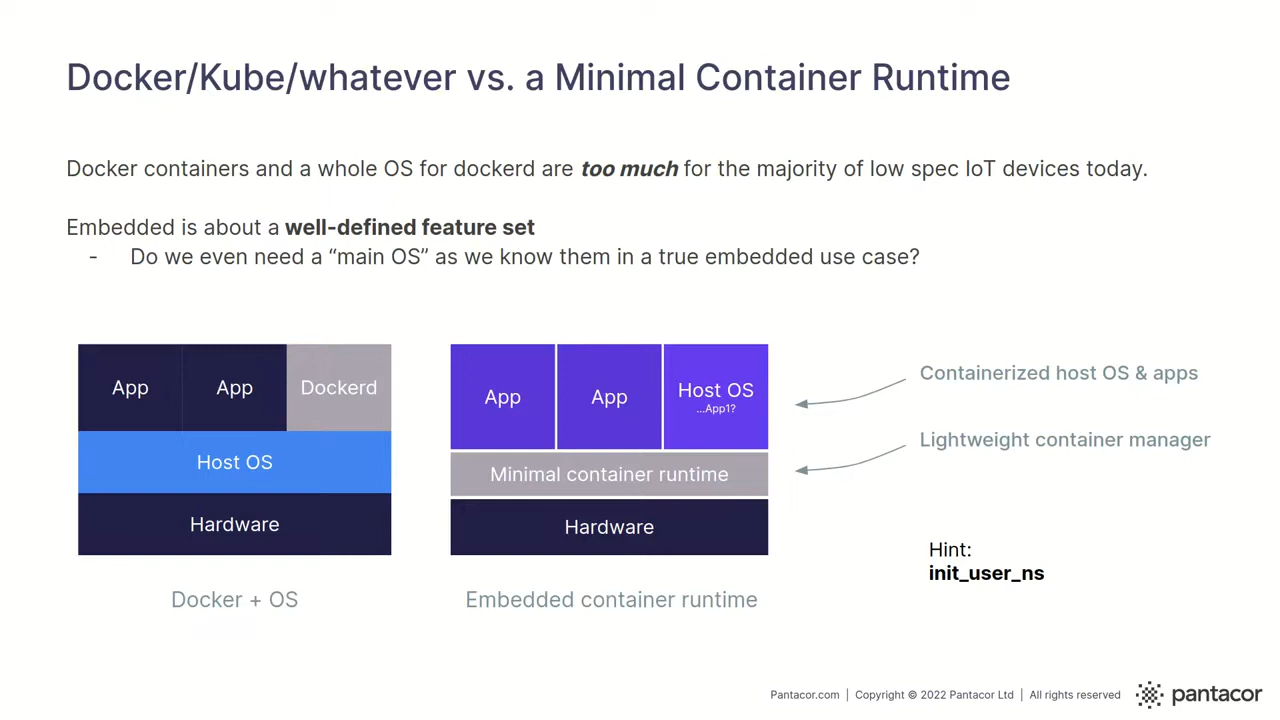 Docker/Kube/whatever vs. a Minimal Container Runtime
Docker containers and a whole OS for dockerd are too much for the majority of low spec IoT devices today.
Embedded is about a well-defined feature set
- Do we even need a “main OS” as we know them in a true embedded use case?
App App Dockerd
Host OS
Hardware
Docker + OS
App App Host OS
...App1?
Minimal container runtime
Hardware
Embedded container runtime
Containerized host OS & apps
Lightweight container manager
Hint:
init_user_ns
Pantacor.com | Copyright © 2022 Pantacor Ltd | All rights reserved
pantacor